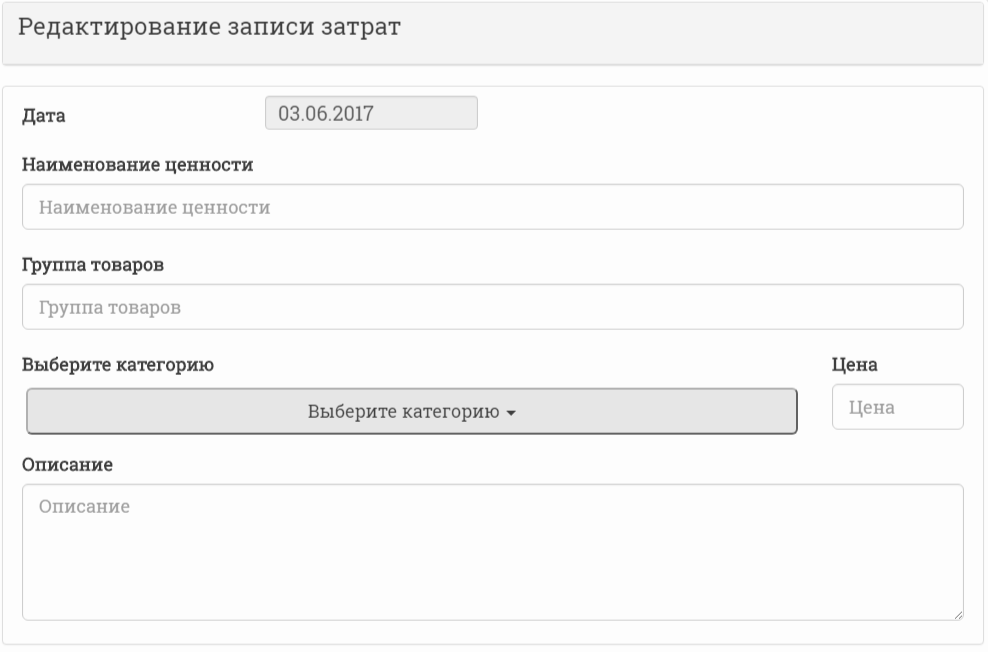 Редактирование записи затрат
Дата 03.06.2017
Наименование ценности
Наименование ценности
Группа товаров
Группа товаров
Выберите категорию Цена
Выберите категорию Цена
Описание
Описание